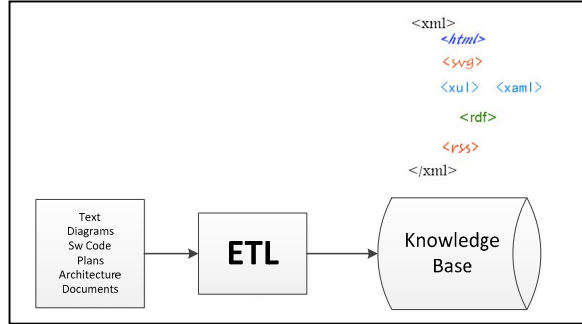 <xml>
<html>
<svg>
<xul> <xaml>
<rdf>
<rss>
</xml>
Text
Diagrams
Sw Code
Plans
Architecture
Documents
ETL
Knowledge
Base